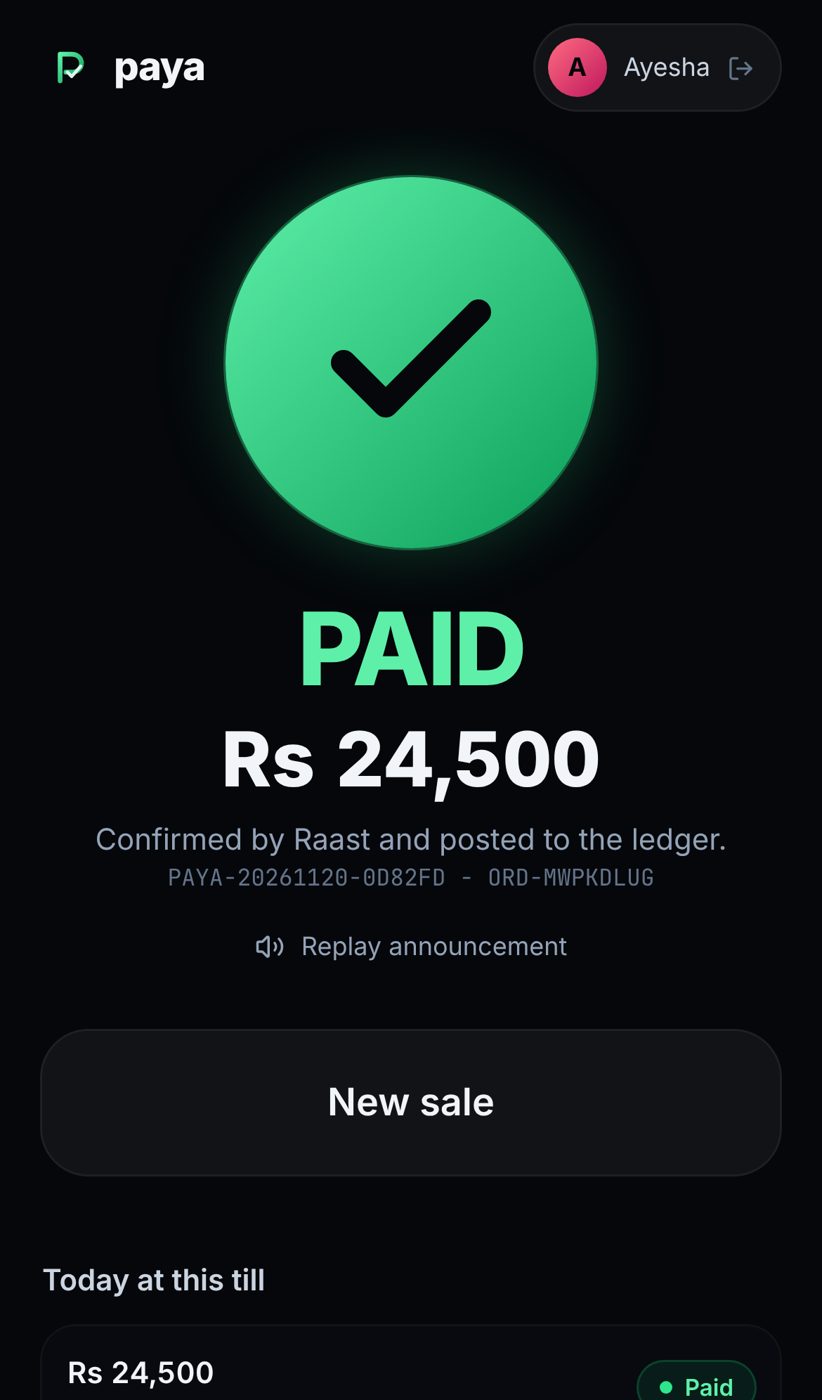 paya
A Ayesha
PAID
Rs 24,500
Confirmed by Raast and posted to the ledger.
PAYA-20261120-0D82FD - ORD-MWPKDLUG
Replay announcement
New sale
Today at this till
Rs 24,500
Paid